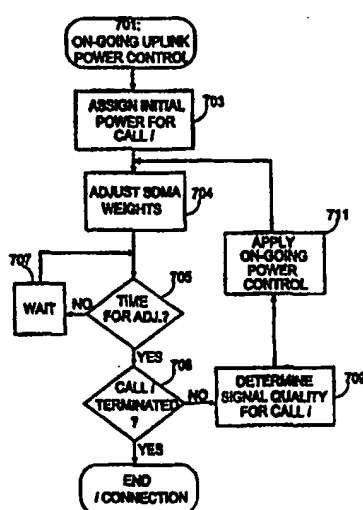 701:
ON-GOING UPLINK
POWER CONTROL
703
ASSIGN INITIAL
POWER FOR
CALL i
ADJUST SDMA
WEIGHTS
704
711
APPLY
ON-GOING
POWER
CONTROL
707
WAIT
NO
705
TIME
FOR ADJ.?
YES
706
CALL i
TERMINATED
?
NO
709
DETERMINE
SIGNAL QUALITY
FOR CALL i
YES
END
i CONNECTION